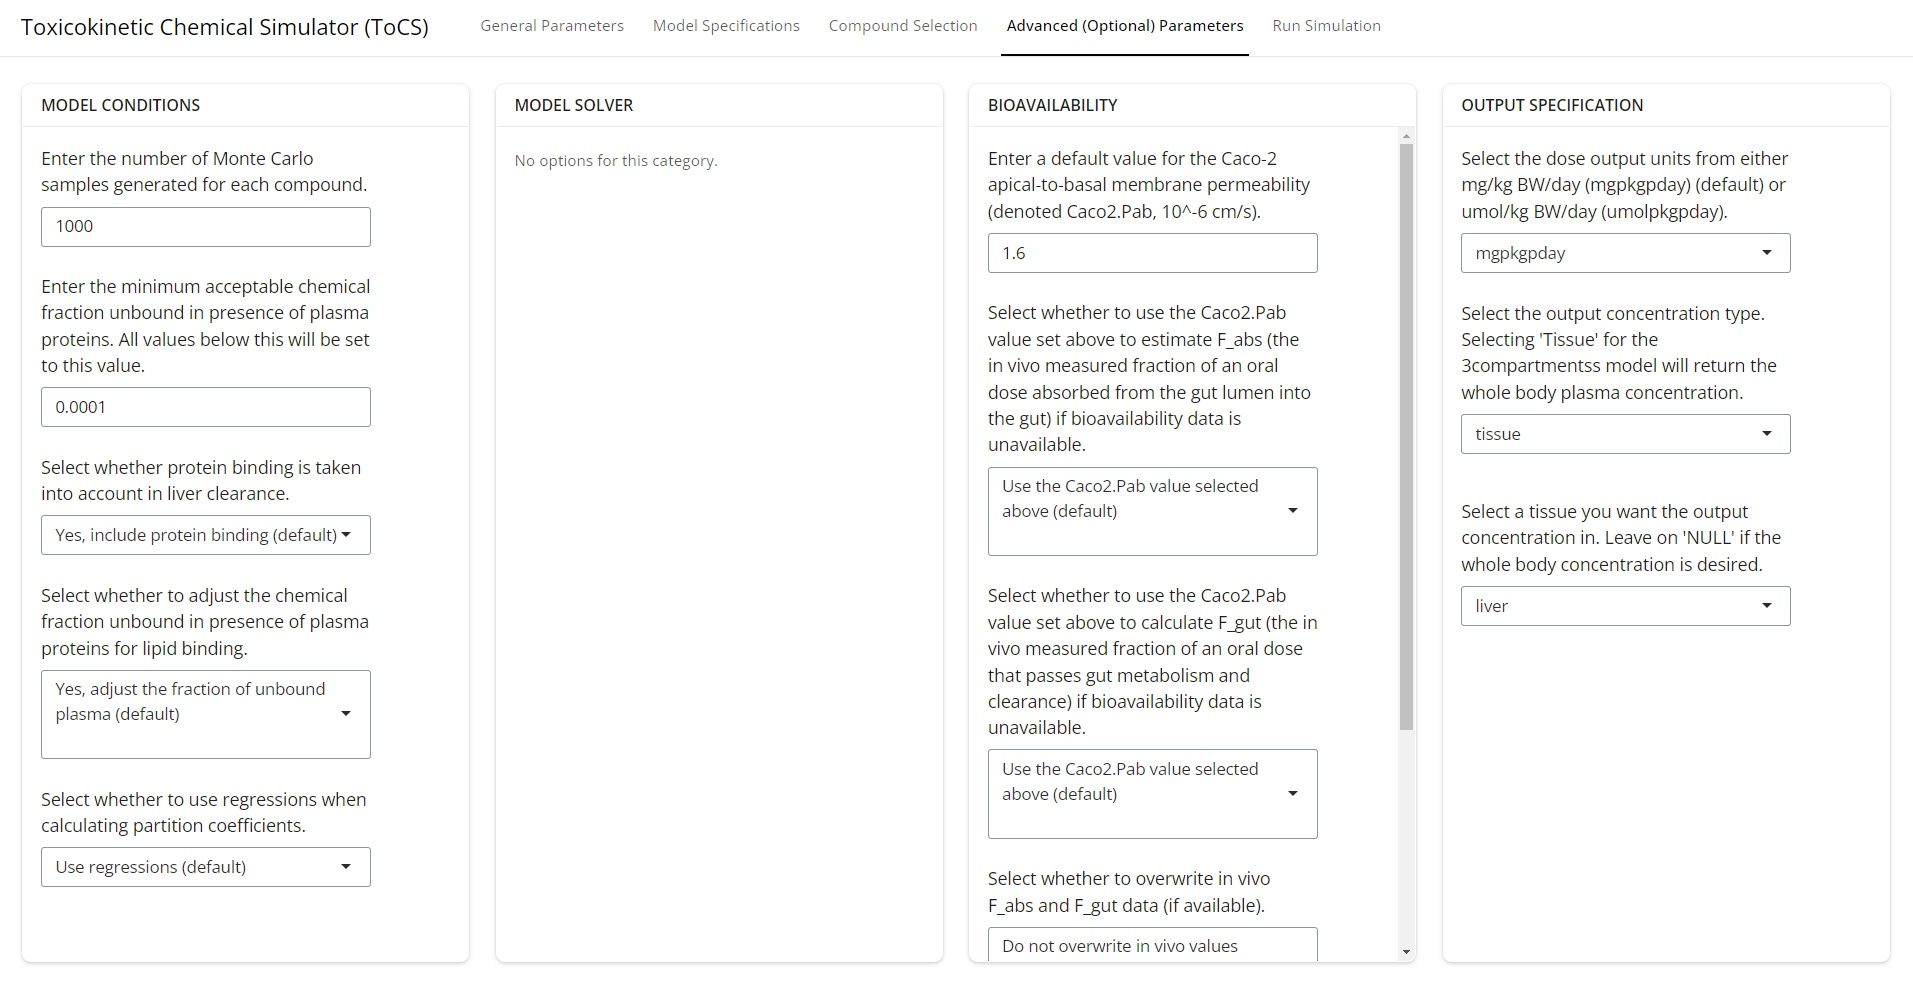 Toxicokinetic Chemical Simulator (ToCS)
General Parameters
Model Specifications
Compound Selection
Advanced (Optional) Parameters
Run Simulation
MODEL CONDITIONS
Enter the number of Monte Carlo
samples generated for each compound.
1000
Enter the minimum acceptable chemical
fraction unbound in presence of plasma
proteins. All values below this will be set
to this value.
0.0001
Select whether protein binding is taken
into account in liver clearance.
Yes, include protein binding (default)
Select whether to adjust the chemical
fraction unbound in presence of plasma
proteins for lipid binding.
Yes, adjust the fraction of unbound
plasma (default)
Select whether to use regressions when
calculating partition coefficients.
Use regressions (default)
MODEL SOLVER
No options for this category.
BIOAVAILABILITY
Enter a default value for the Caco-2
apical-to-basal membrane permeability
(denoted Caco2.Pab, 10^-6 cm/s).
1.6
Select whether to use the Caco2.Pab
value set above to estimate F_abs (the
in vivo measured fraction of an oral
dose absorbed from the gut lumen into
the gut) if bioavailability data is
unavailable.
Use the Caco2.Pab value selected
above (default)
Select whether to use the Caco2.Pab
value set above to calculate F_gut (the in
vivo measured fraction of an oral dose
that passes gut metabolism and
clearance) if bioavailability data is
unavailable.
Use the Caco2.Pab value selected
above (default)
Select whether to overwrite in vivo
F_abs and F_gut data (if available).
Do not overwrite in vivo values
OUTPUT SPECIFICATION
Select the dose output units from either
mg/kg BW/day (mgpkgpday) (default) or
umol/kg BW/day (umolpkgpday).
mgpkgpday
Select the output concentration type.
Selecting 'Tissue' for the
3compartmentss model will return the
whole body plasma concentration.
tissue
Select a tissue you want the output
concentration in. Leave on 'NULL' if the
whole body concentration is desired.
liver